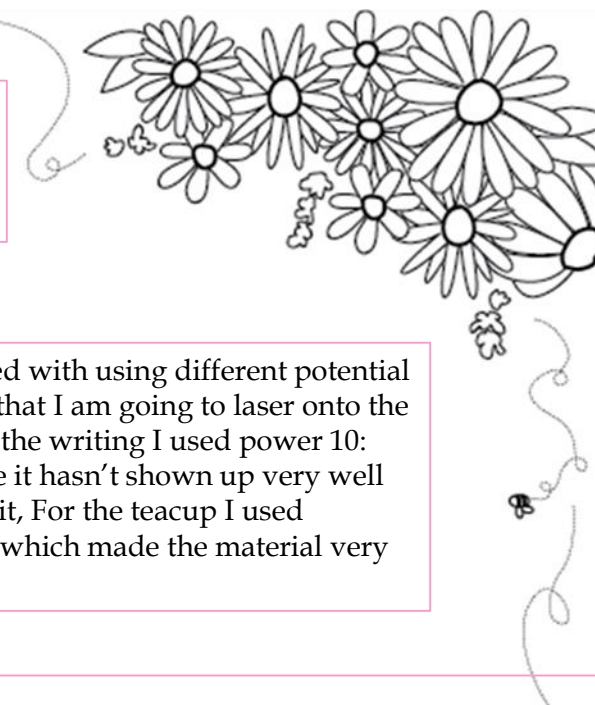 ed with using different potential
that I am going to laser onto the
the writing I used power 10:
e it hasn’t shown up very well
it, For the teacup I used
which made the material very